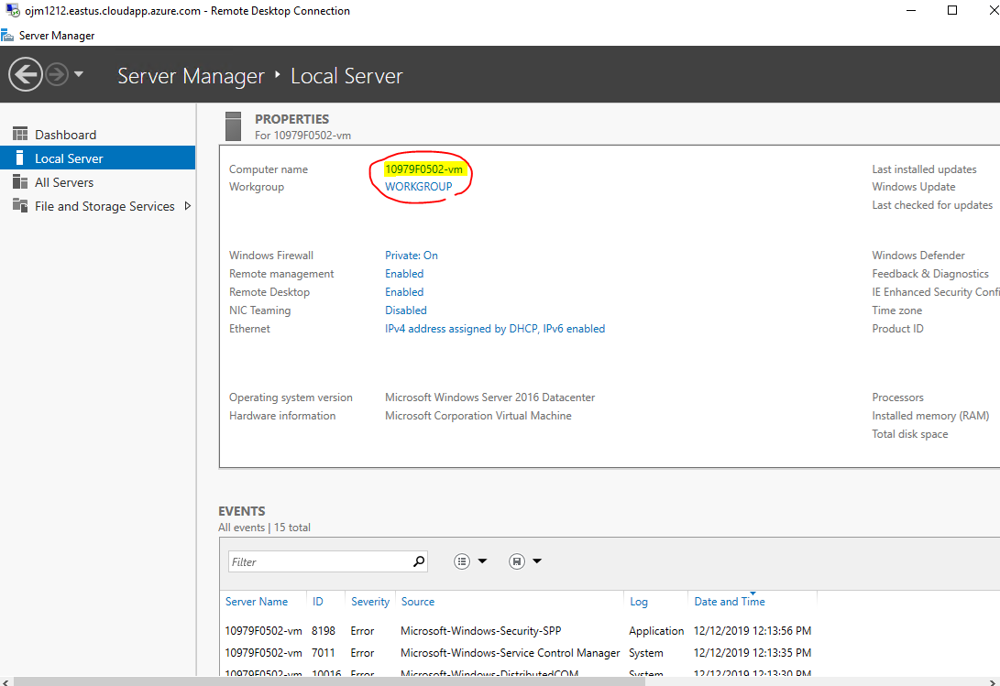 ojm1212.eastus.cloudapp.azure.com - Remote Desktop Connection
Server Manager
Server Manager ‣ Local Server
Dashboard
Local Server
All Servers
File and Storage Services
PROPERTIES
For 10979F0502-vm
Computer name 10979F0502-vm Last installed updates
Workgroup WORKGROUP Windows Update
Last checked for updates
Windows Firewall Private: On Windows Defender
Remote management Enabled Feedback & Diagnostics
Remote Desktop Enabled IE Enhanced Security Confi
NIC Teaming Disabled Time zone
Ethernet IPv4 address assigned by DHCP, IPv6 enabled Product ID
Operating system version Microsoft Windows Server 2016 Datacenter Processors
Hardware information Microsoft Corporation Virtual Machine Installed memory (RAM)
Total disk space
EVENTS
All events | 15 total
Filter
Server Name ID Severity Source Log Date and Time
10979F0502-vm 8198 Error Microsoft-Windows-Security-SPP Application 12/12/2019 12:13:56 PM
10979F0502-vm 7011 Error Microsoft-Windows-Service Control Manager System 12/12/2019 12:13:35 PM
10979F0502-vm 10016 Error Microsoft-Windows-DistributedCOM System 12/12/2019 12:13:30 PM